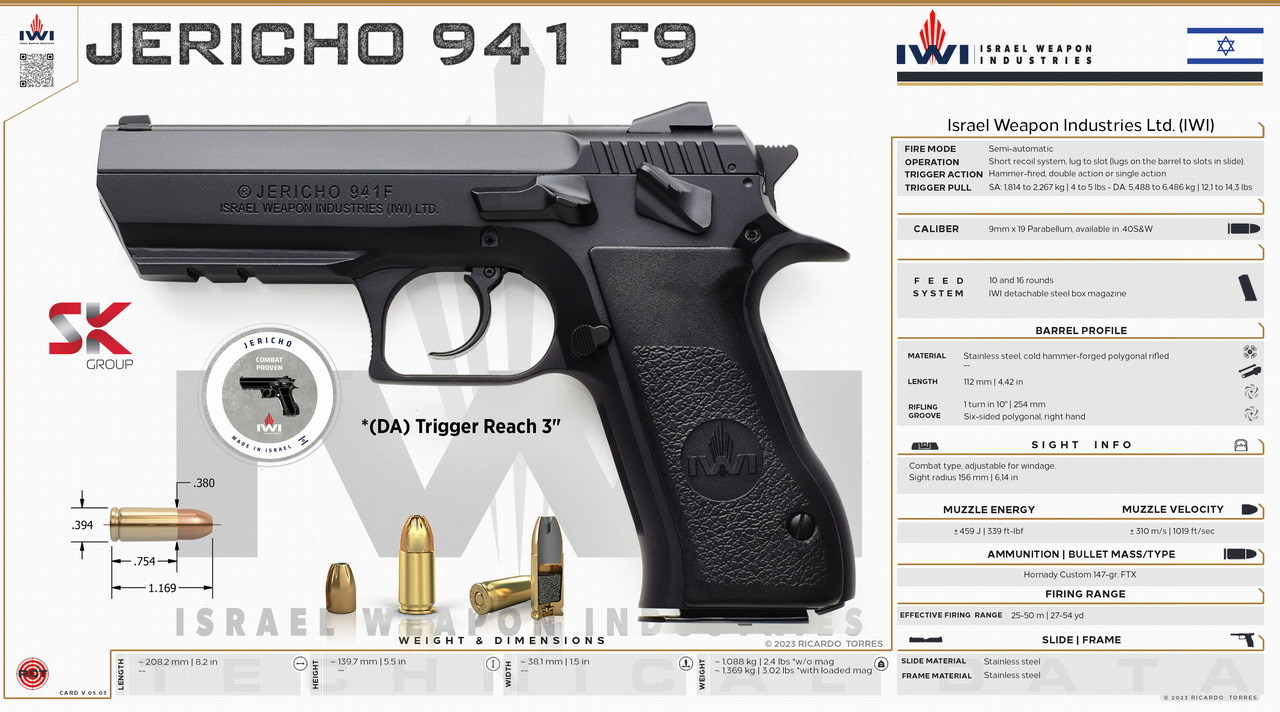 IWI
ISRAEL WEAPON INDUSTRIES
JERICHO 941 F9
IWI
ISRAEL WEAPON
INDUSTRIES
® JERICHO 941F
ISRAEL WEAPON INDUSTRIES (IWI) LTD.
SK
GROUP
JERICHO
COMBAT
PROVEN
IWI
MADE IN ISRAEL
*(DA) Trigger Reach 3"
IWI
.380
.394
.754
1.169
IWI
ISRAEL WEAPON INDUSTRIES
Israel Weapon Industries Ltd. (IWI)
FIRE MODE Semi-automatic
OPERATION Short recoil system, lug to slot (lugs on the barrel to slots in slide).
TRIGGER ACTION Hammer-fired, double action or single action
TRIGGER PULL SA: 1,814 to 2,267 kg | 4 to 5 lbs - DA: 5,488 to 6,486 kg | 12,1 to 14,3 lbs
CALIBER 9mm x 19 Parabellum, available in .40S&W
FEED 10 and 16 rounds
SYSTEM IWI detachable steel box magazine
BARREL PROFILE
MATERIAL Stainless steel, cold hammer-forged polygonal rifled
--
LENGTH 112 mm | 4,42 in
RIFLING 1 turn in 10" | 254 mm
GROOVE Six-sided polygonal, right hand
SIGHT INFO
Combat type, adjustable for windage.
Sight radius 156 mm | 6,14 in
MUZZLE ENERGY MUZZLE VELOCITY
± 459 J | 339 ft-lbf ± 310 m/s | 1019 ft/sec
AMMUNITION | BULLET MASS/TYPE
Hornady Custom 147-gr. FTX
FIRING RANGE
EFFECTIVE FIRING RANGE 25-50 m | 27-54 yd
SLIDE | FRAME
SLIDE MATERIAL Stainless steel
FRAME MATERIAL Stainless steel
© 2023 RICARDO TORRES
WEIGHT & DIMENSIONS
© 2023 RICARDO TORRES
LENGTH ~ 208.2 mm | 8.2 in
--
HEIGHT ~ 139.7 mm | 5.5 in
--
WIDTH ~ 38.1 mm | 1.5 in
--
WEIGHT ~ 1.088 kg | 2.4 lbs *w/o mag
~ 1.369 kg | 3.02 lbs *with loaded mag
TECHNICAL DATA
RDT
CARD V.05.03